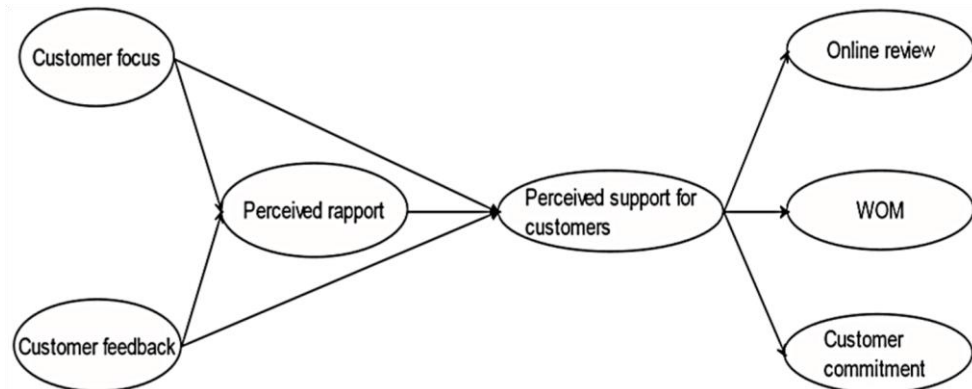 Customer focus
Online review
Perceived rapport
Perceived support for
customers
WOM
Customer feedback
Customer
commitment